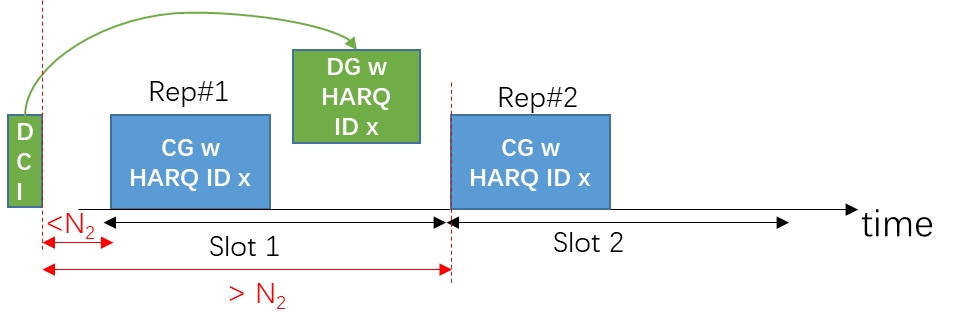 DCI
Rep#1
CG w
HARQ ID x
DG w
HARQ
ID x
Rep#2
CG w
HARQ ID x
time
<N2
Slot 1
Slot 2
> N2